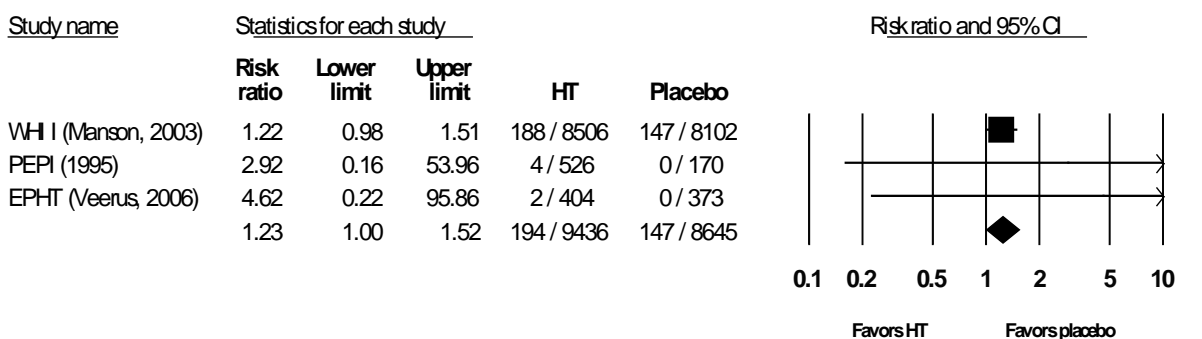 Study name Statistics for each study Risk ratio and 95% CI
Risk ratio Lower limit Upper limit HT Placebo
WHI I (Manson, 2003) 1.22 0.98 1.51 188 / 8506 147 / 8102
PEPI (1995) 2.92 0.16 53.96 4 / 526 0 / 170
EPHT (Veerus, 2006) 4.62 0.22 95.86 2 / 404 0 / 373
1.23 1.00 1.52 194 / 9436 147 / 8645
0.1 0.2 0.5 1 2 5 10
Favors HT Favors placebo